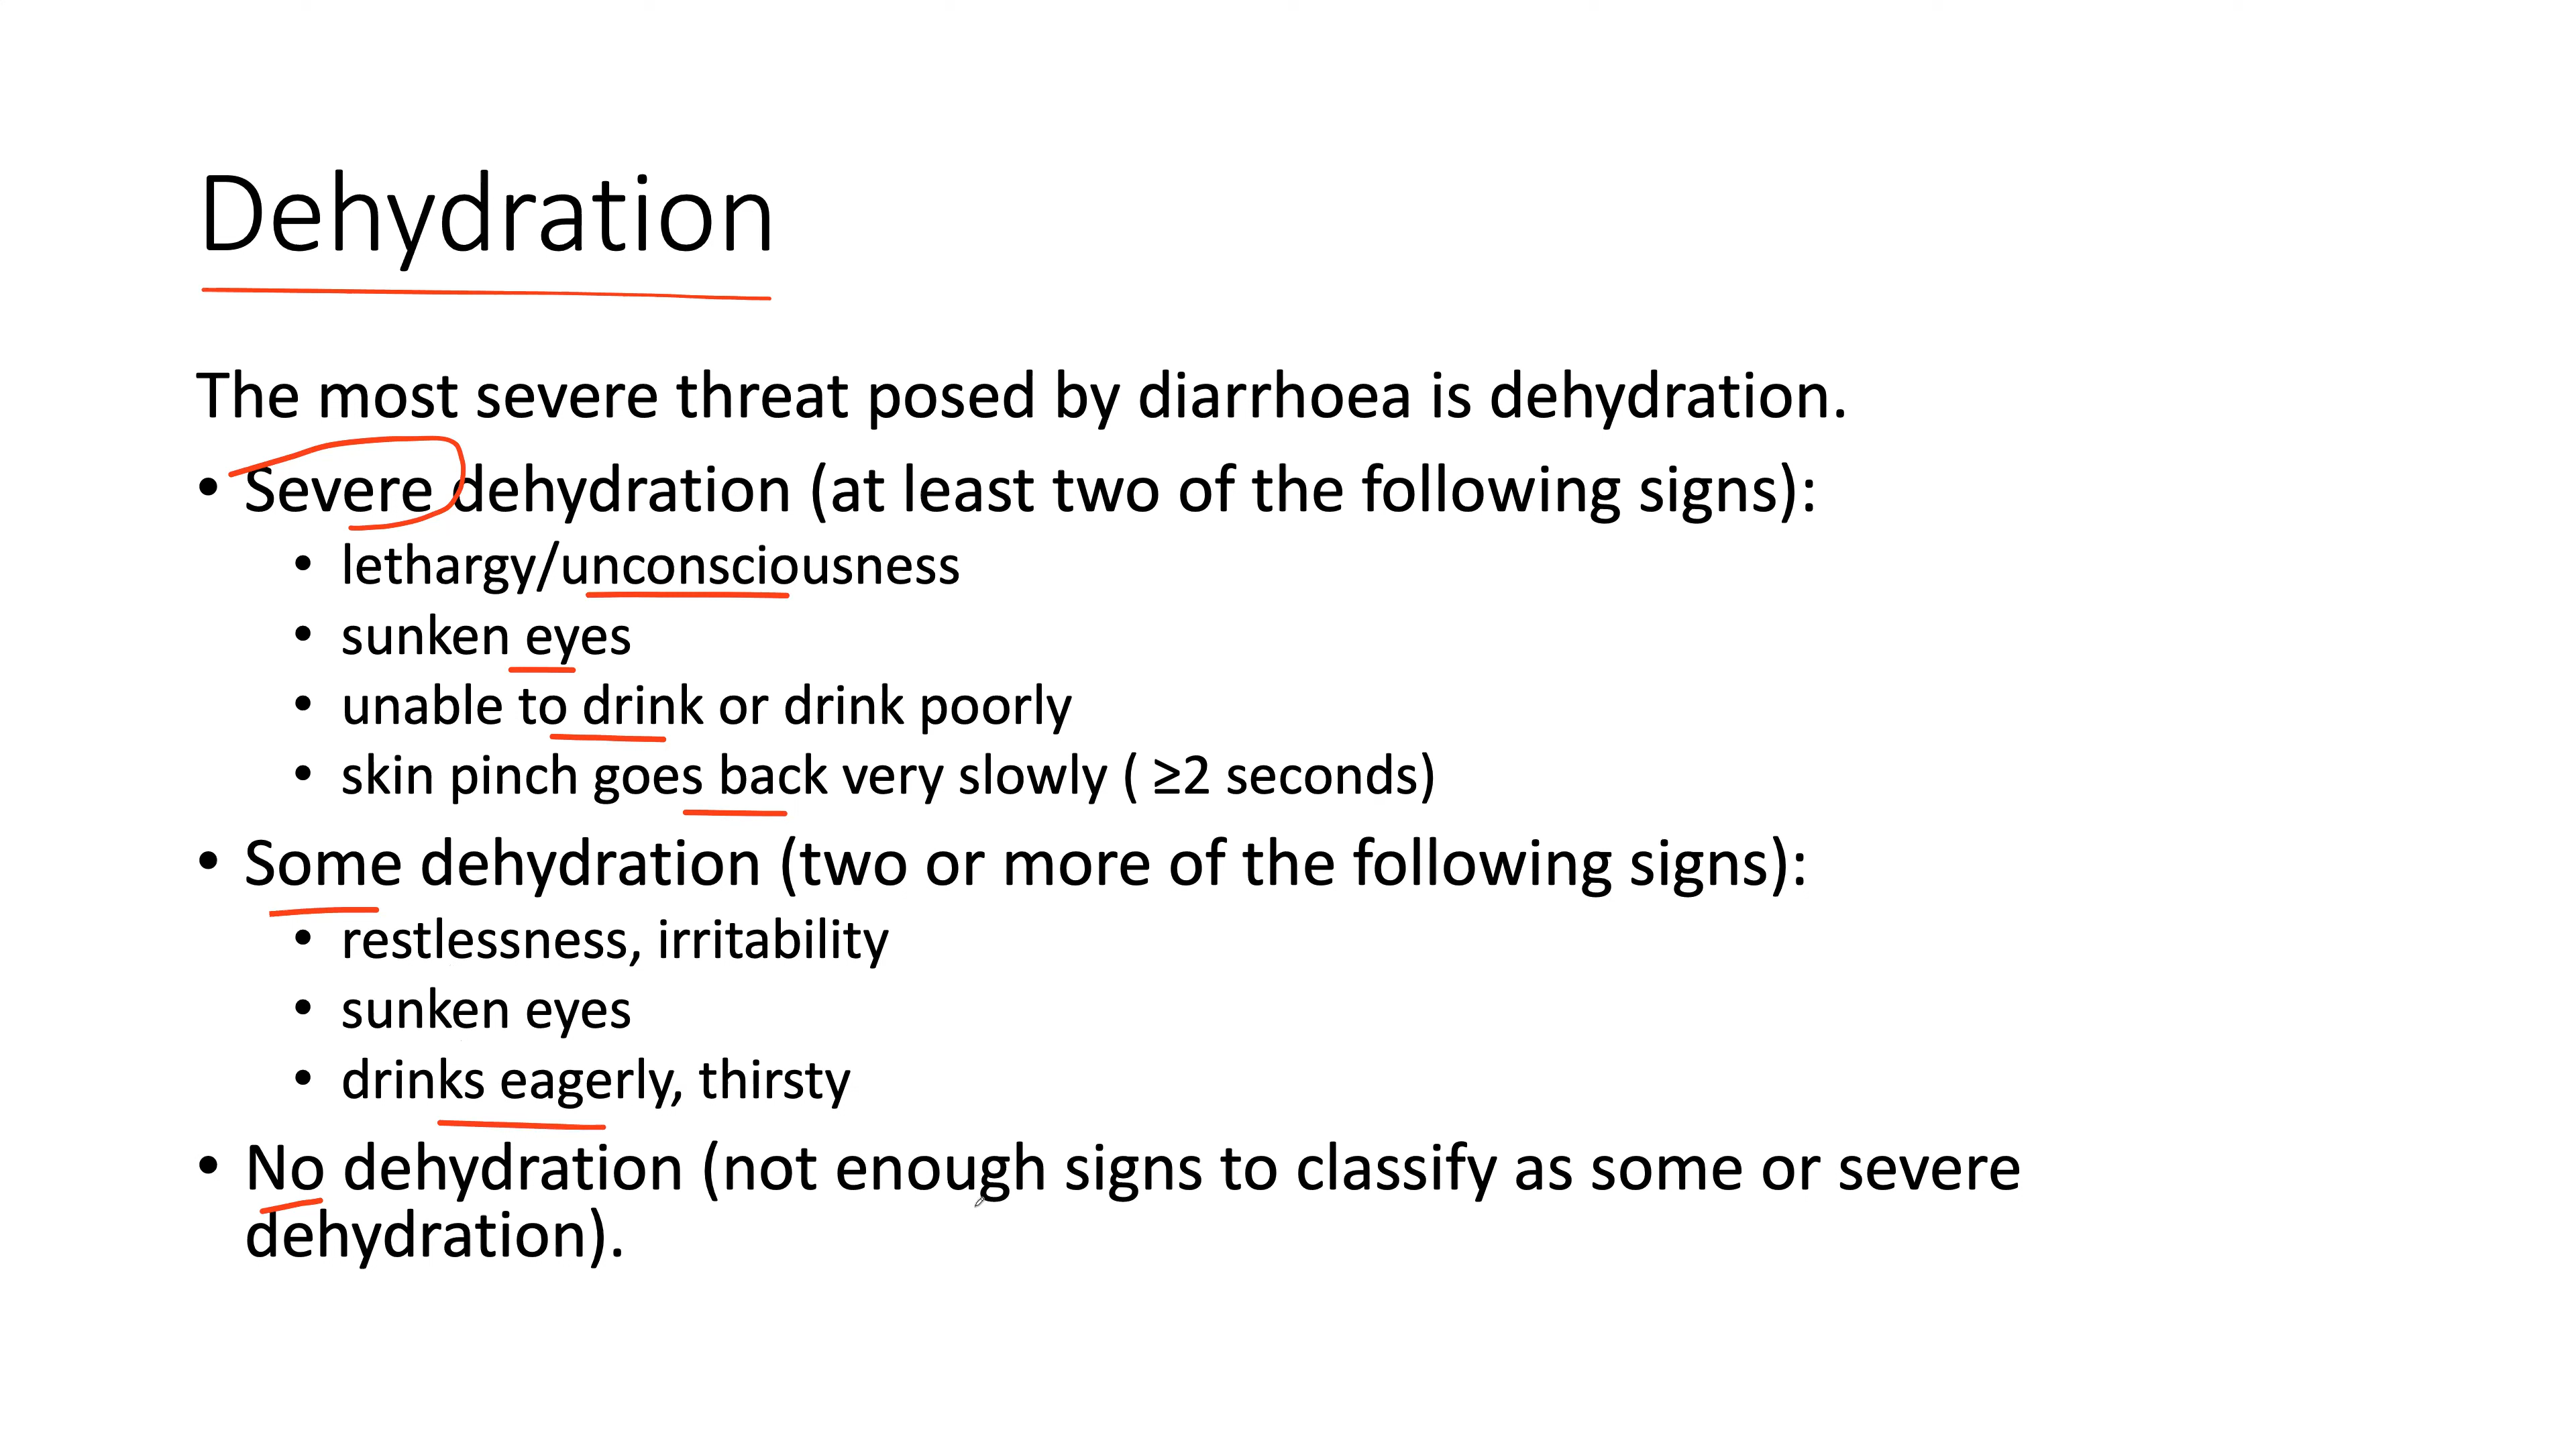 Dehydration
The most severe threat posed by diarrhoea is dehydration.
• Severe dehydration (at least two of the following signs):
• lethargy/unconsciousness
• sunken eyes
• unable to drink or drink poorly
• skin pinch goes back very slowly ( ≥2 seconds)
• Some dehydration (two or more of the following signs):
• restlessness, irritability
• sunken eyes
• drinks eagerly, thirsty
• No dehydration (not enough signs to classify as some or severe
dehydration).